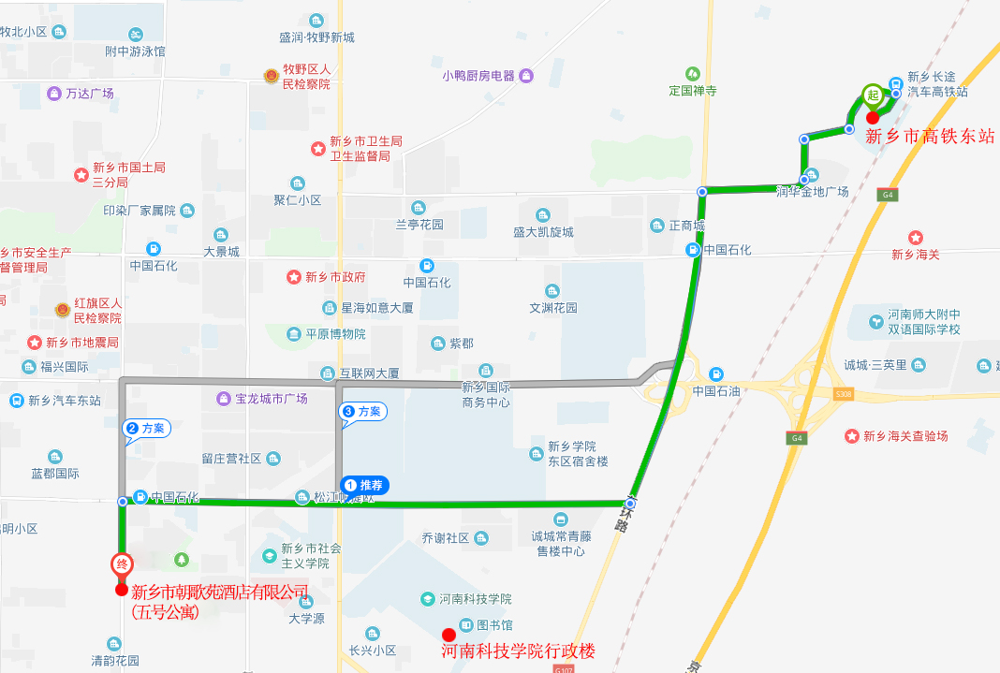 牧北小区
附中游泳馆
盛润·牧野新城
牧野区人
民检察院
小鸭厨房电器
定国禅寺
新乡长途
汽车高铁站
起
新乡市高铁东站
万达广场
新乡市卫生局
卫生监督局
新乡市国土局
三分局
聚仁小区
印染厂家属院
兰亭花园
盛大凯旋城
正商城
润华金地广场
G4
大景城
乡市安全生产
督管理局
中国石化
中国石化
中国石化
新乡海关
新乡市政府
星海如意大厦
文渊花园
局
红旗区人
民检察院
平原博物院
紫郡
河南师大附中
双语国际学校
新乡市地震局
福兴国际
互联网大厦
新乡国际
商务中心
中国石油
诚城·三英里
S308
新乡汽车东站
宝龙城市广场
2 方案
3 方案
G4
新乡海关查验场
蓝郡国际
留庄营社区
新乡学院
东区宿舍楼
1 推荐
中国石化
松江
环路
明小区
乔谢社区
诚城常青藤
售楼中心
新乡市社会
主义学院
终
新乡市朝歌苑酒店有限公司
(五号公寓)
大学源
河南科技学院
图书馆
河南科技学院行政楼
长兴小区
清韵花园
G107
京